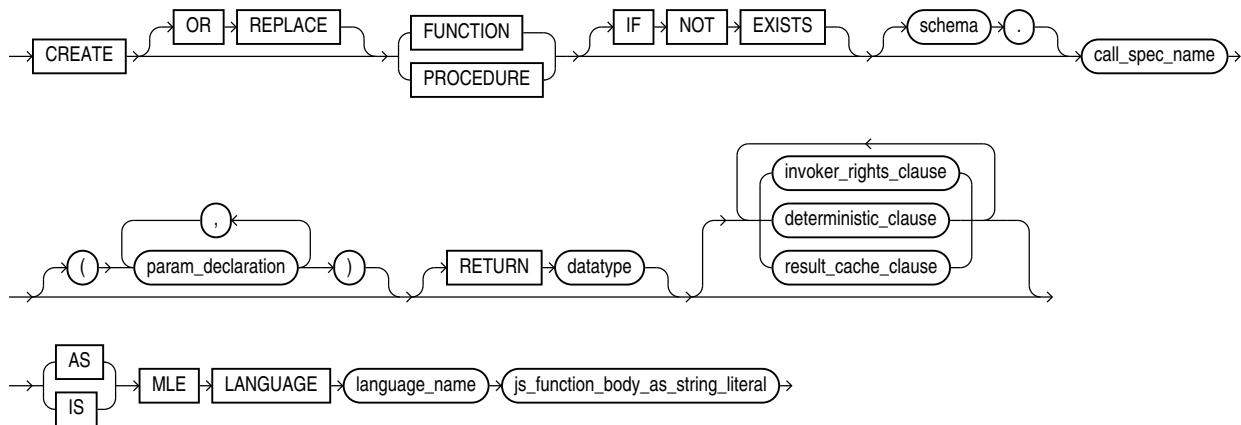 OR REPLACE FUNCTION IF NOT EXISTS schema .
CREATE PROCEDURE call_spec_name
, invoker_rights_clause
( param_declaration ) RETURN datatype deterministic_clause
result_cache_clause
AS
MLE LANGUAGE language_name js_function_body_as_string_literal
IS